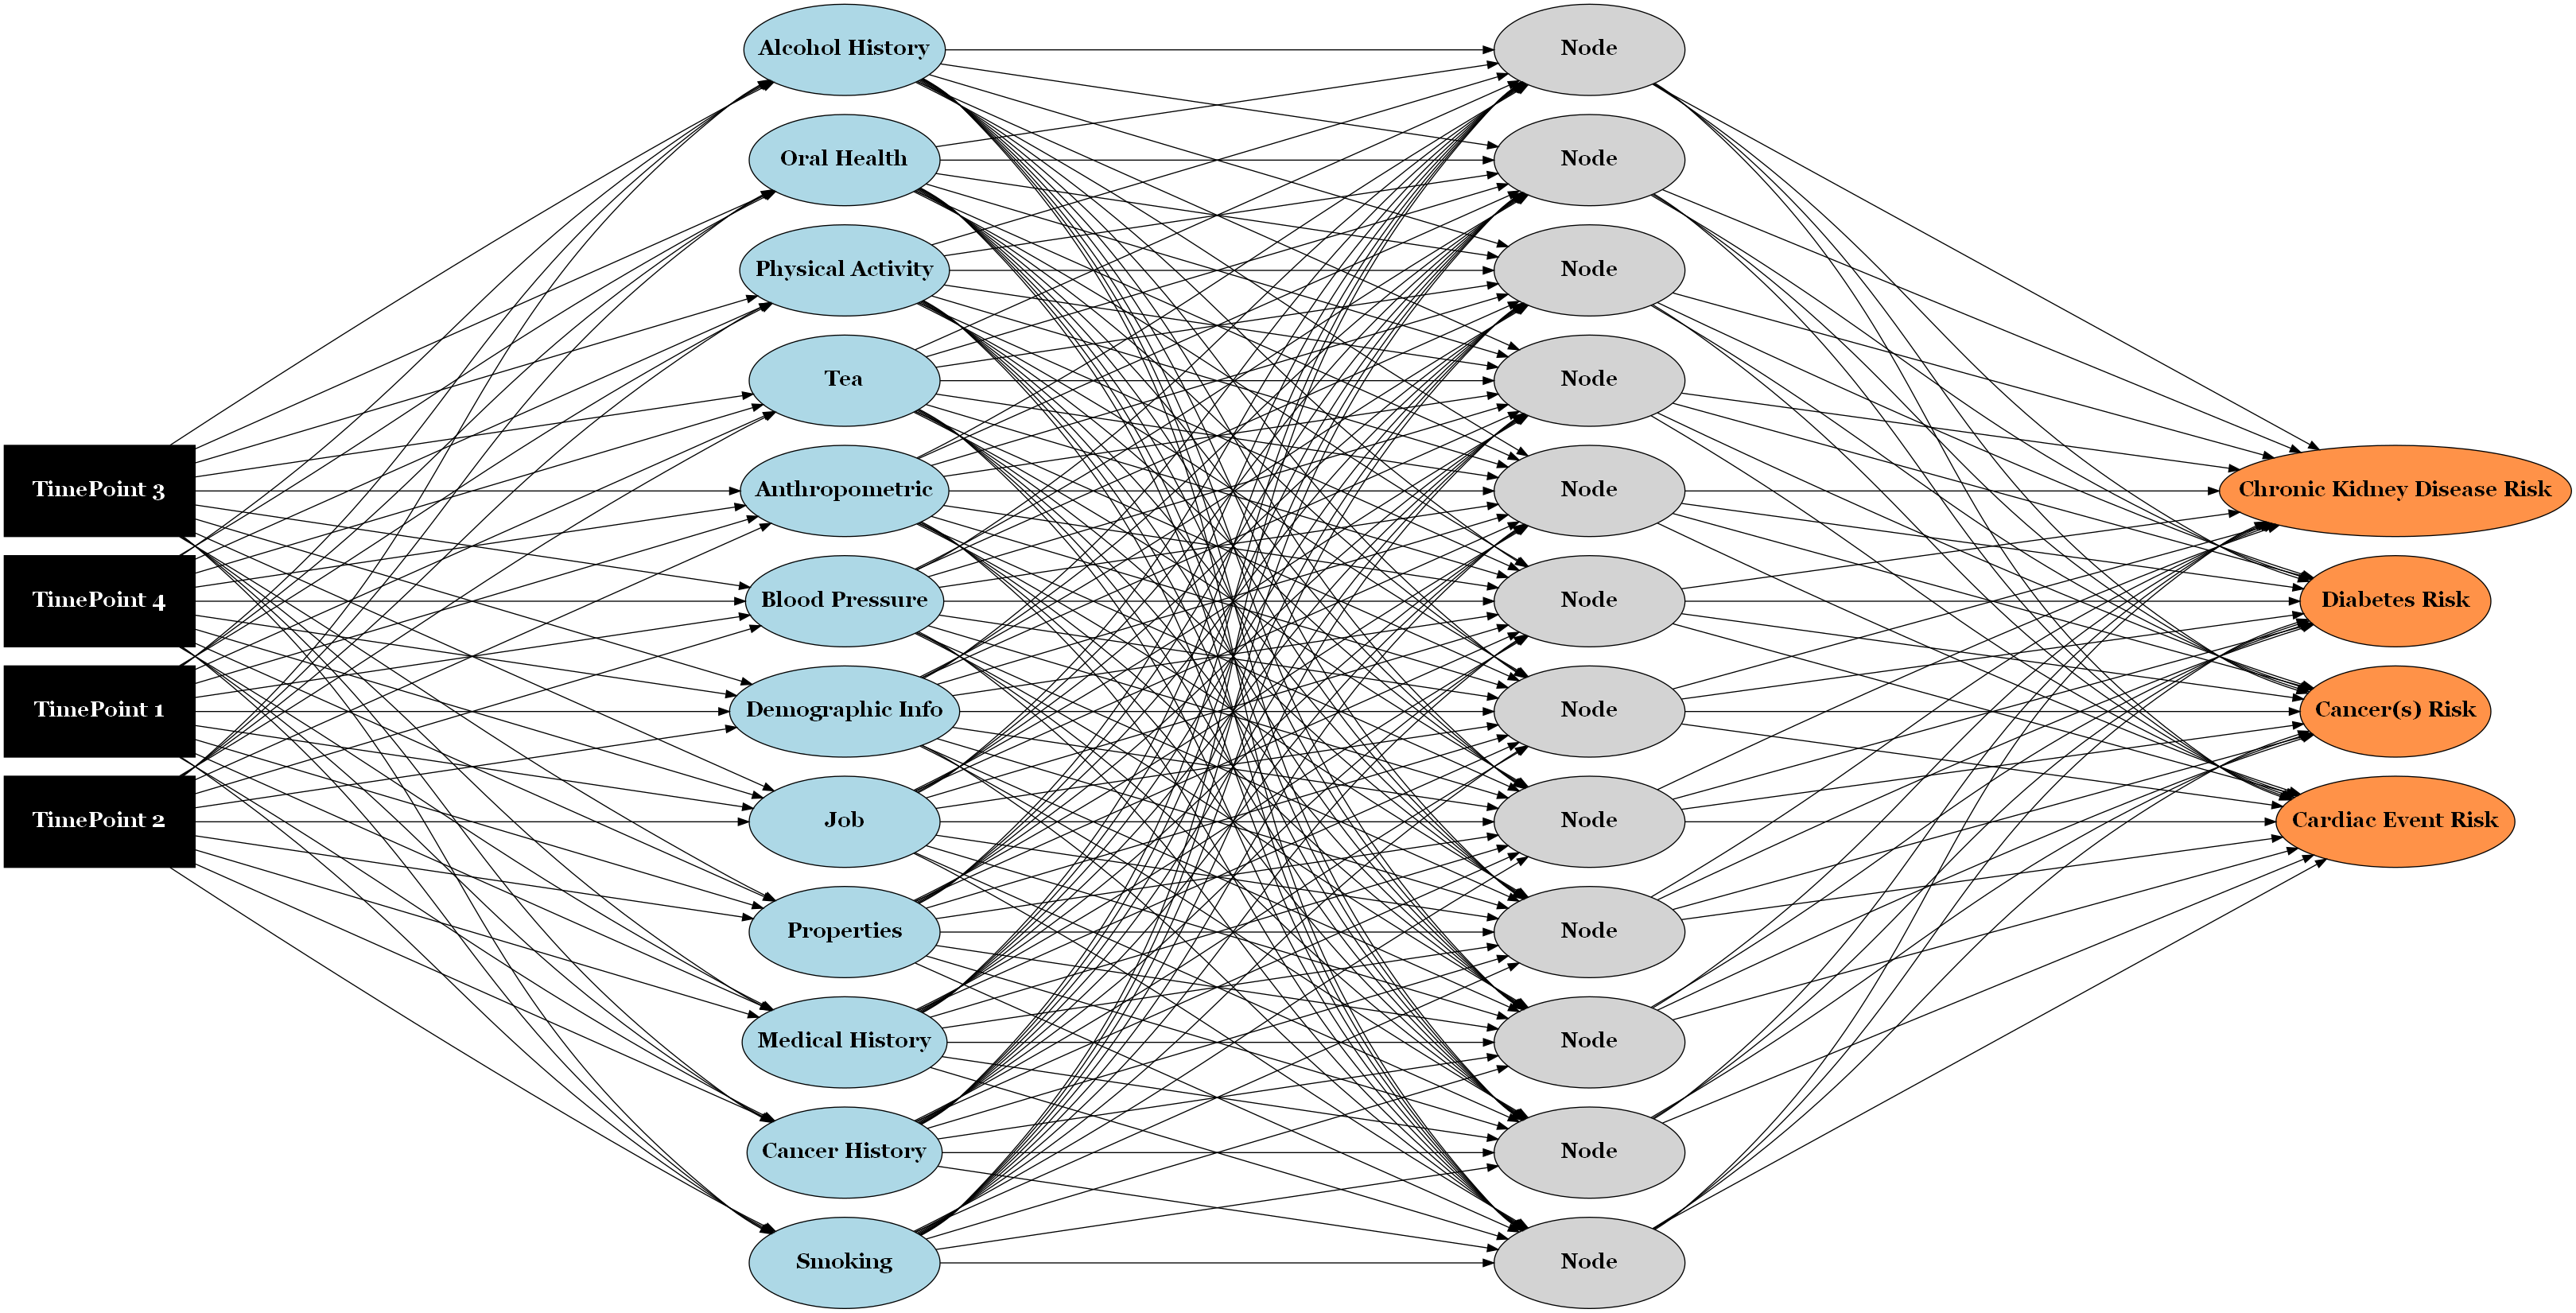 TimePoint 3
TimePoint 4
TimePoint 1
TimePoint 2
Alcohol History
Oral Health
Physical Activity
Tea
Anthropometric
Blood Pressure
Demographic Info
Job
Properties
Medical History
Cancer History
Smoking
Node
Node
Node
Node
Node
Node
Node
Node
Node
Node
Node
Node
Chronic Kidney Disease Risk
Diabetes Risk
Cancer(s) Risk
Cardiac Event Risk